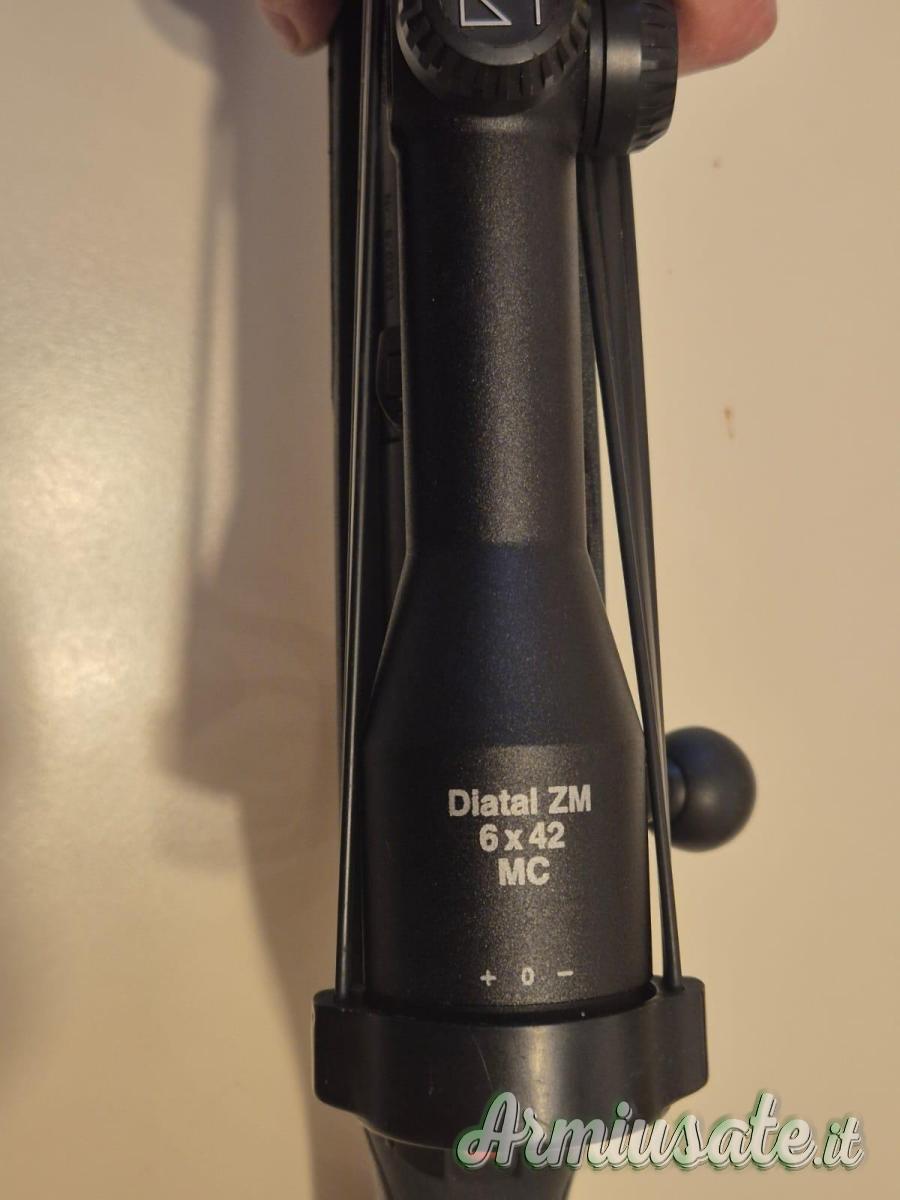 Diatal ZM
6 x 42
MC
+ 0 -
Armiusate.it